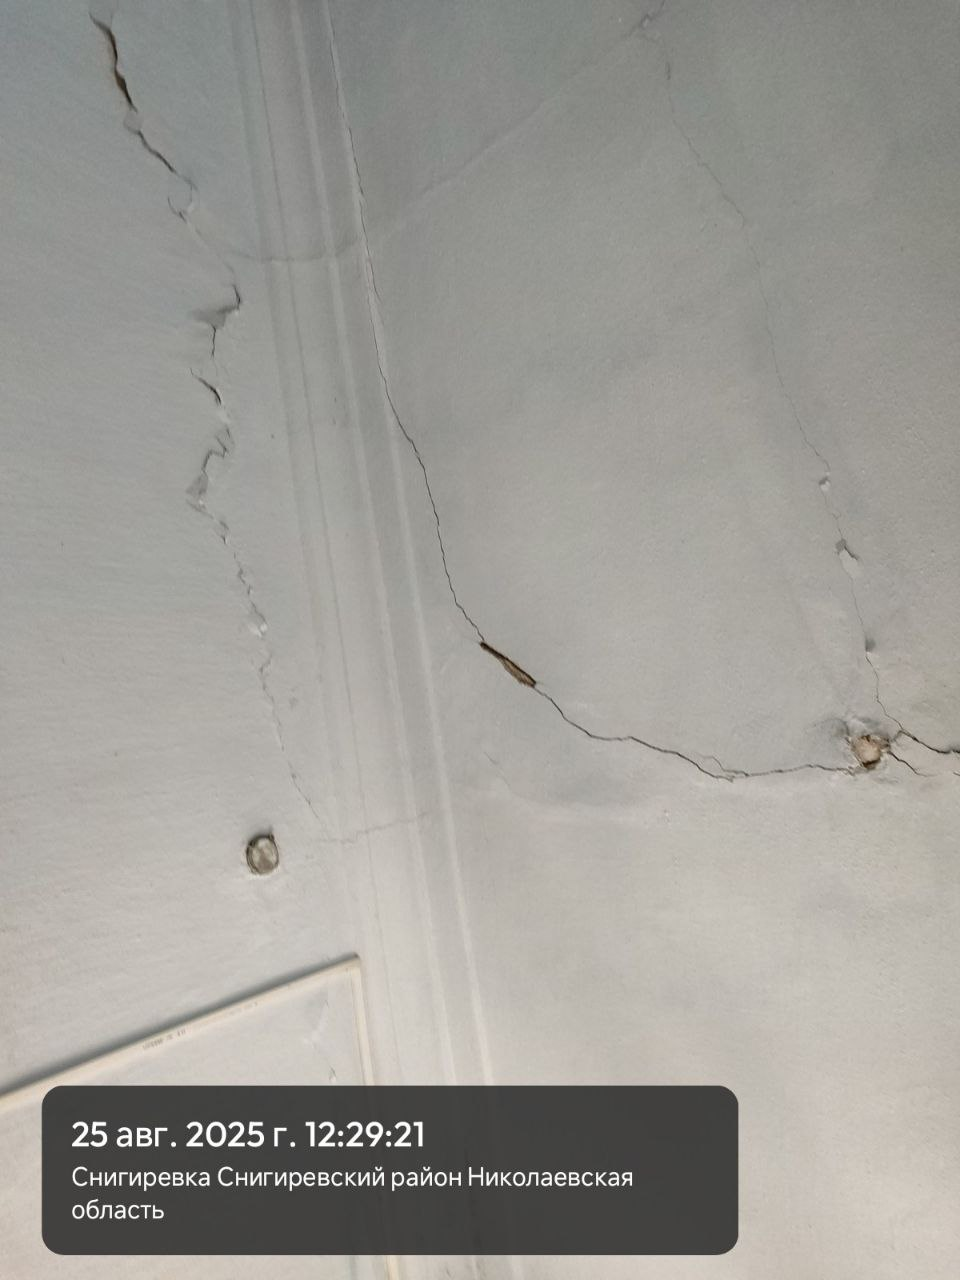 25 авг. 2025 г. 12:29:21
Снигиревка Снигиревский район Николаевская
область